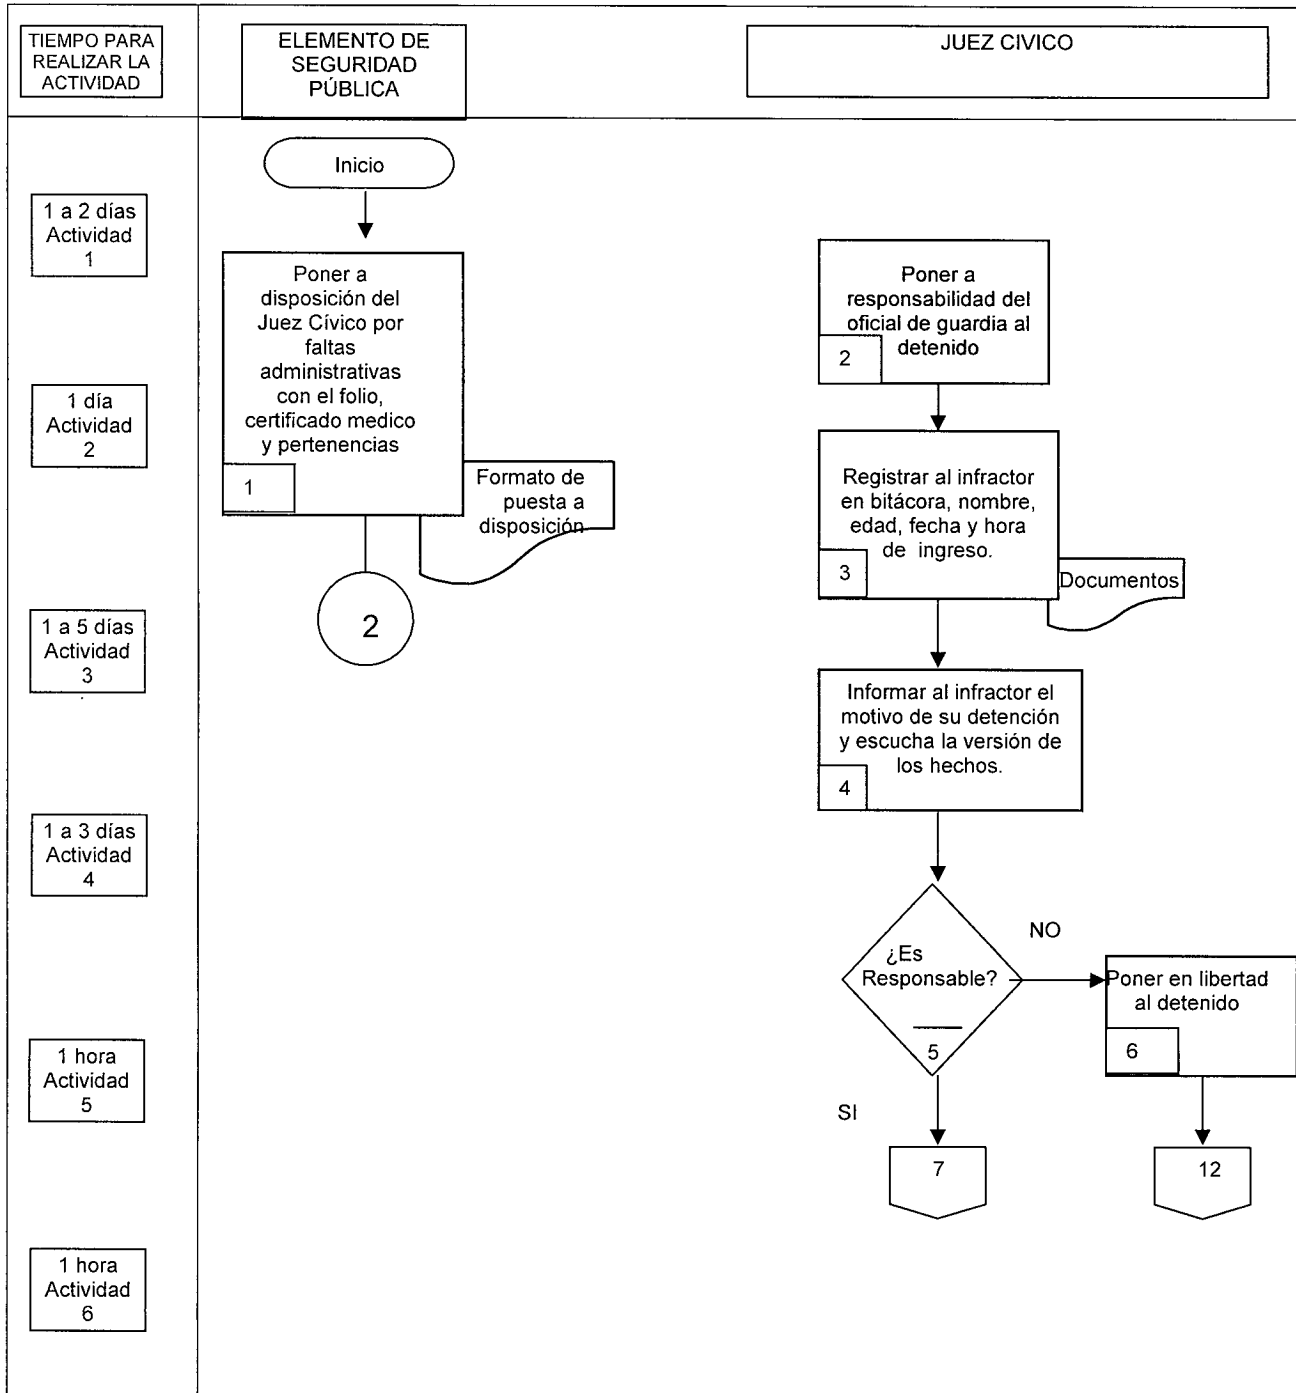 TIEMPO PARA
REALIZAR LA
ACTIVIDAD
ELEMENTO DE
SEGURIDAD
PÚBLICA
JUEZ CIVICO
Inicio
1 a 2 días
Actividad
1
Poner a
disposición del
Juez Cívico por
faltas
administrativas
con el folio,
certificado medico
y pertenencias
1
Formato de
puesta a
disposición
2
Poner a
responsabilidad del
oficial de guardia al
detenido
2
1 día
Actividad
2
Registrar al infractor
en bitácora, nombre,
edad, fecha y hora
de ingreso.
3
Documentos
1 a 5 días
Actividad
3
Informar al infractor el
motivo de su detención
y escucha la versión de
los hechos.
4
1 a 3 días
Actividad
4
¿Es
Responsable?
5
NO
Poner en libertad
al detenido
6
1 hora
Actividad
5
SI
7
12
1 hora
Actividad
6